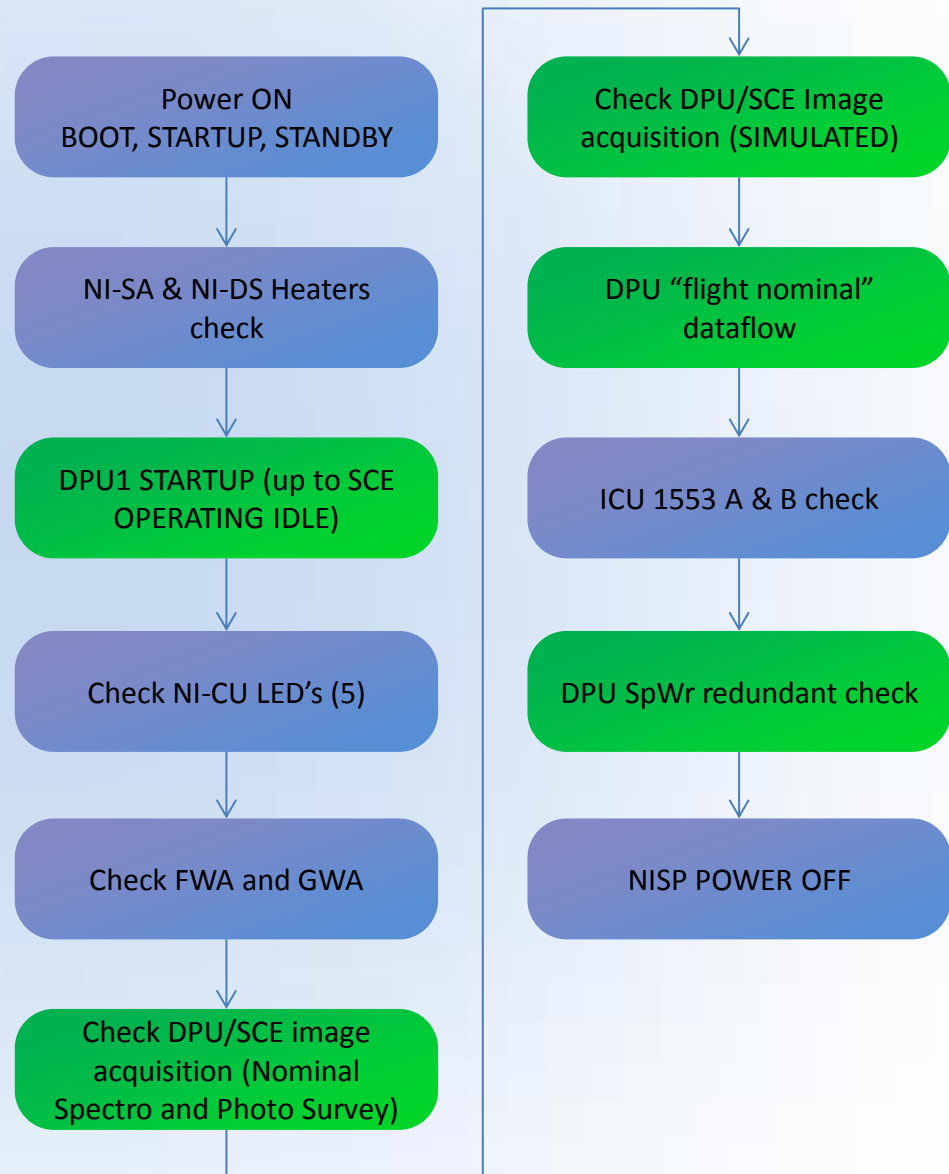 Power ON
BOOT, STARTUP, STANDBY
NI-SA & NI-DS Heaters
check
DPU1 STARTUP (up to SCE
OPERATING IDLE)
Check NI-CU LED’s (5)
Check FWA and GWA
Check DPU/SCE image
acquisition (Nominal
Spectro and Photo Survey)
Check DPU/SCE Image
acquisition (SIMULATED)
DPU “flight nominal”
dataflow
ICU 1553 A & B check
DPU SpWr redundant check
NISP POWER OFF